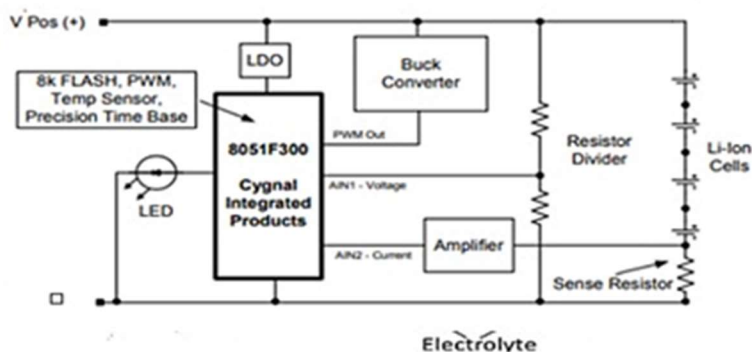 V Pos (+)
LDO
Buck
Converter
8k FLASH, PWM,
Temp Sensor,
Precision Time Base
PWM Out
8051F300
Cygnal
Integrated
Products
AIN1 - Voltage
Resistor
Divider
Li-Ion
Cells
LED
AIN2 - Current
Amplifier
Sense Resistor
Electrolyte